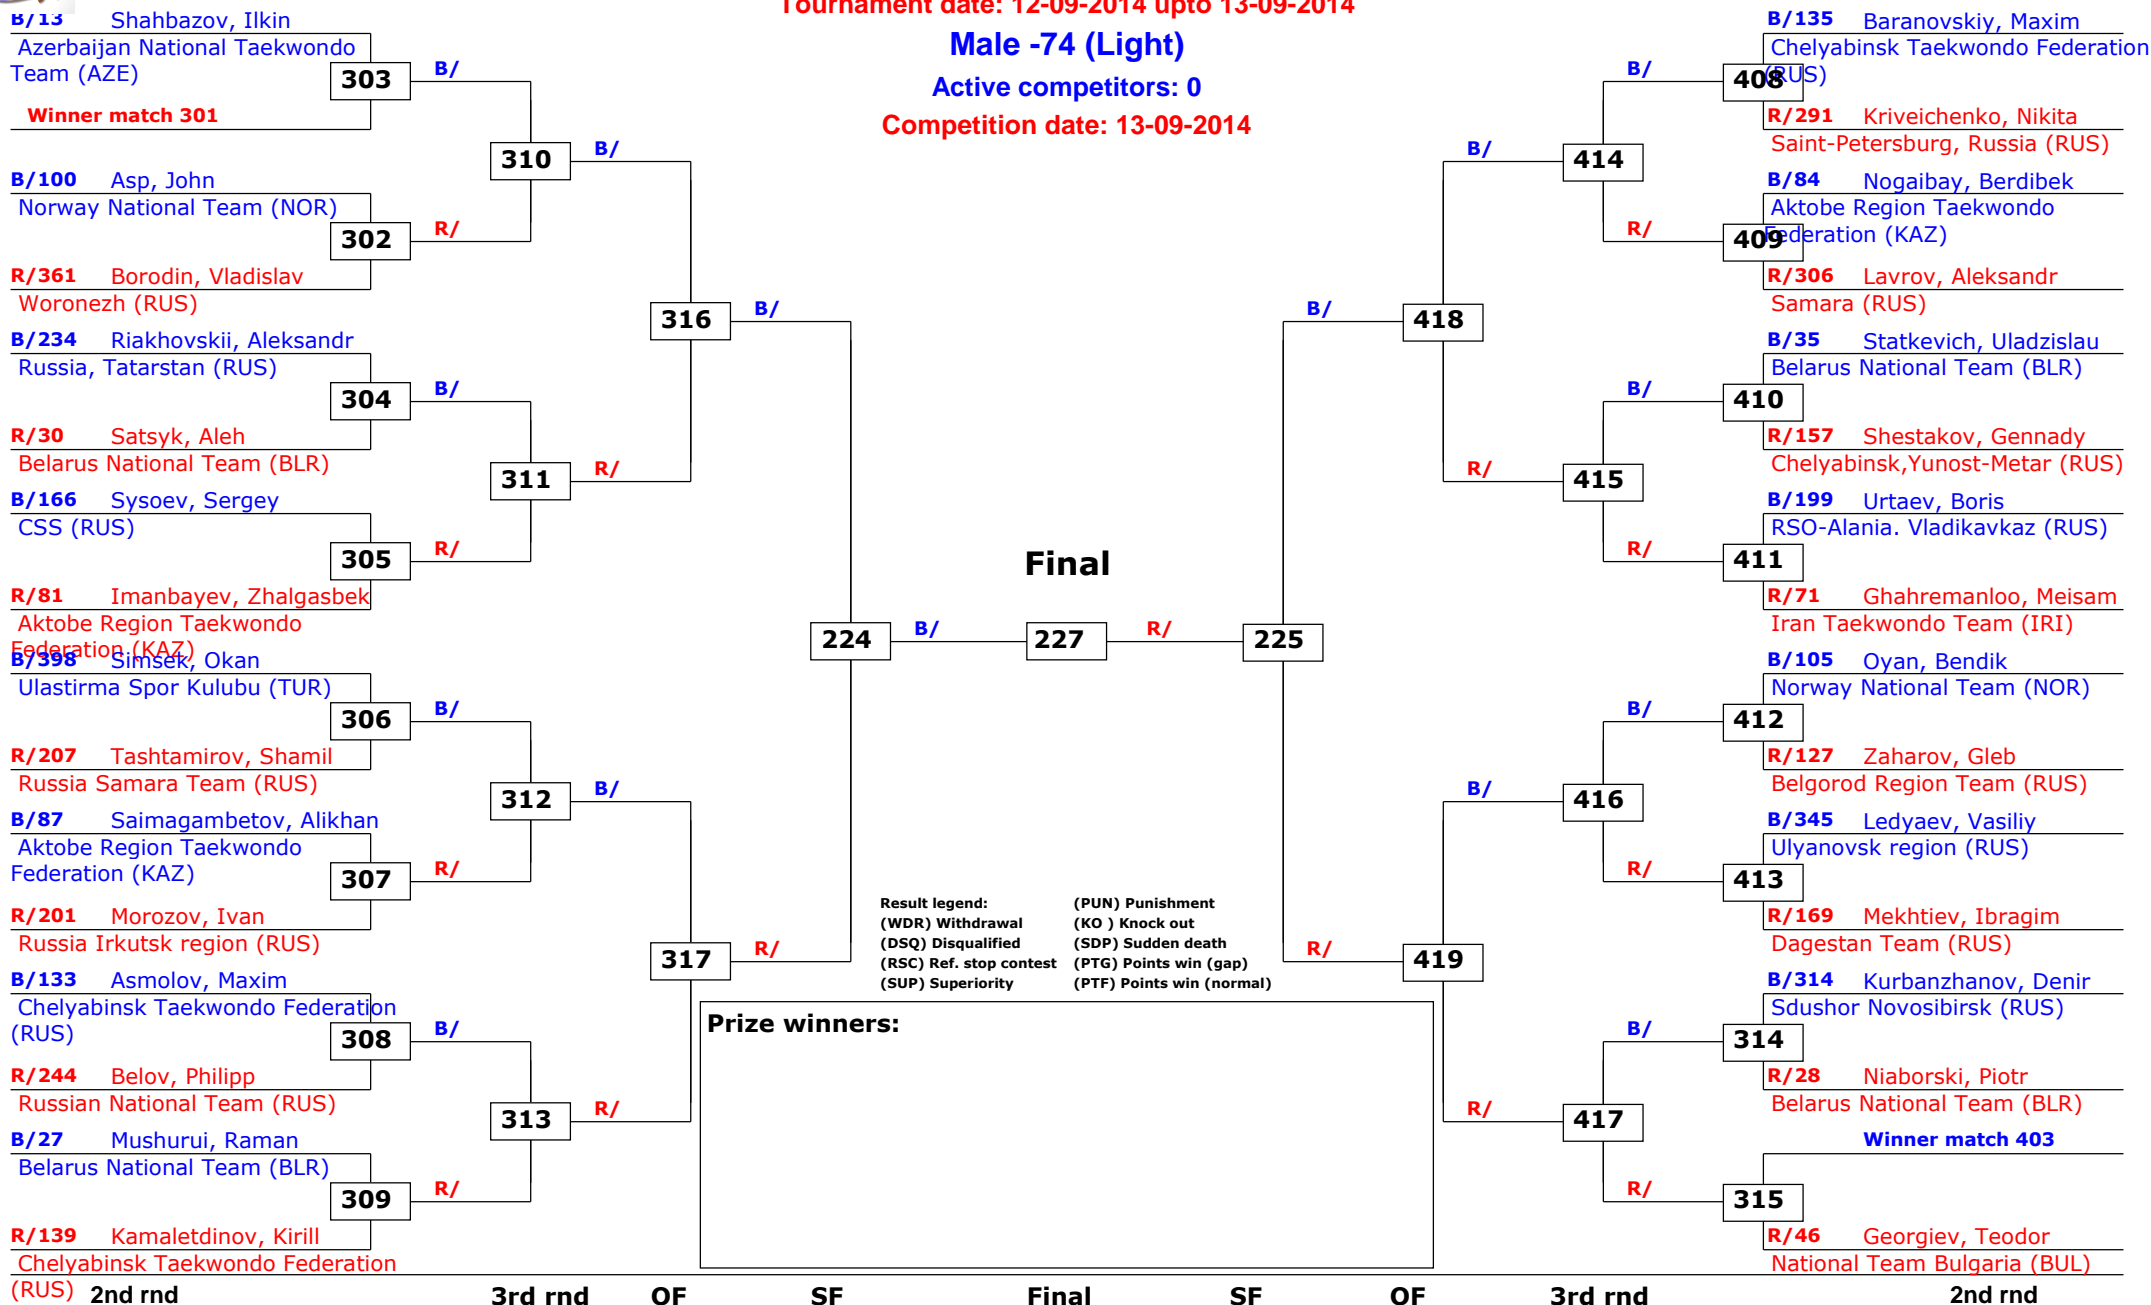 Tournament date: 12-09-2014 upto 13-09-2014
Male -74 (Light)
Active competitors: 0
Competition date: 13-09-2014
B/13 Shahbazov, Ilkin
Azerbaijan National Taekwondo
Team (AZE)
303
B/
Winner match 301
310
B/
B/100 Asp, John
Norway National Team (NOR)
302
R/
R/361 Borodin, Vladislav
Woronezh (RUS)
316
B/
B/234 Riakhovskii, Aleksandr
Russia, Tatarstan (RUS)
304
B/
R/30 Satsyk, Aleh
Belarus National Team (BLR)
311
R/
B/166 Sysoev, Sergey
CSS (RUS)
305
R/
R/81 Imanbayev, Zhalgasbek
Aktobe Region Taekwondo
Federation (KAZ)
224
B/
B/398 Simsek, Okan
Ulastirma Spor Kulubu (TUR)
306
B/
R/207 Tashtamirov, Shamil
Russia Samara Team (RUS)
312
B/
B/87 Saimagambetov, Alikhan
Aktobe Region Taekwondo
Federation (KAZ)
307
R/
R/201 Morozov, Ivan
Russia Irkutsk region (RUS)
317
R/
B/133 Asmolov, Maxim
Chelyabinsk Taekwondo Federation
(RUS)
308
B/
R/244 Belov, Philipp
Russian National Team (RUS)
313
R/
B/27 Mushurui, Raman
Belarus National Team (BLR)
309
R/
R/139 Kamaletdinov, Kirill
Chelyabinsk Taekwondo Federation
(RUS)
Final
227
R/
225
Result legend:
(WDR) Withdrawal
(DSQ) Disqualified
(RSC) Ref. stop contest
(SUP) Superiority
(PUN) Punishment
(KO ) Knock out
(SDP) Sudden death
(PTG) Points win (gap)
(PTF) Points win (normal)
Prize winners:
B/135 Baranovskiy, Maxim
Chelyabinsk Taekwondo Federation
(RUS)
B/
408
R/291 Kriveichenko, Nikita
Saint-Petersburg, Russia (RUS)
B/
414
B/84 Nogaibay, Berdibek
Aktobe Region Taekwondo
Federation (KAZ)
R/
409
R/306 Lavrov, Aleksandr
Samara (RUS)
B/
418
B/35 Statkevich, Uladzislau
Belarus National Team (BLR)
B/
410
R/157 Shestakov, Gennady
Chelyabinsk,Yunost-Metar (RUS)
R/
415
B/199 Urtaev, Boris
RSO-Alania. Vladikavkaz (RUS)
R/
411
R/71 Ghahremanloo, Meisam
Iran Taekwondo Team (IRI)
B/105 Oyan, Bendik
Norway National Team (NOR)
B/
412
R/127 Zaharov, Gleb
Belgorod Region Team (RUS)
B/
416
B/345 Ledyaev, Vasiliy
Ulyanovsk region (RUS)
R/
413
R/169 Mekhtiev, Ibragim
Dagestan Team (RUS)
R/
419
B/314 Kurbanzhanov, Denir
Sdushor Novosibirsk (RUS)
B/
314
R/28 Niaborski, Piotr
Belarus National Team (BLR)
R/
417
Winner match 403
R/
315
R/46 Georgiev, Teodor
National Team Bulgaria (BUL)
2nd rnd 3rd rnd OF SF Final SF OF 3rd rnd 2nd rnd